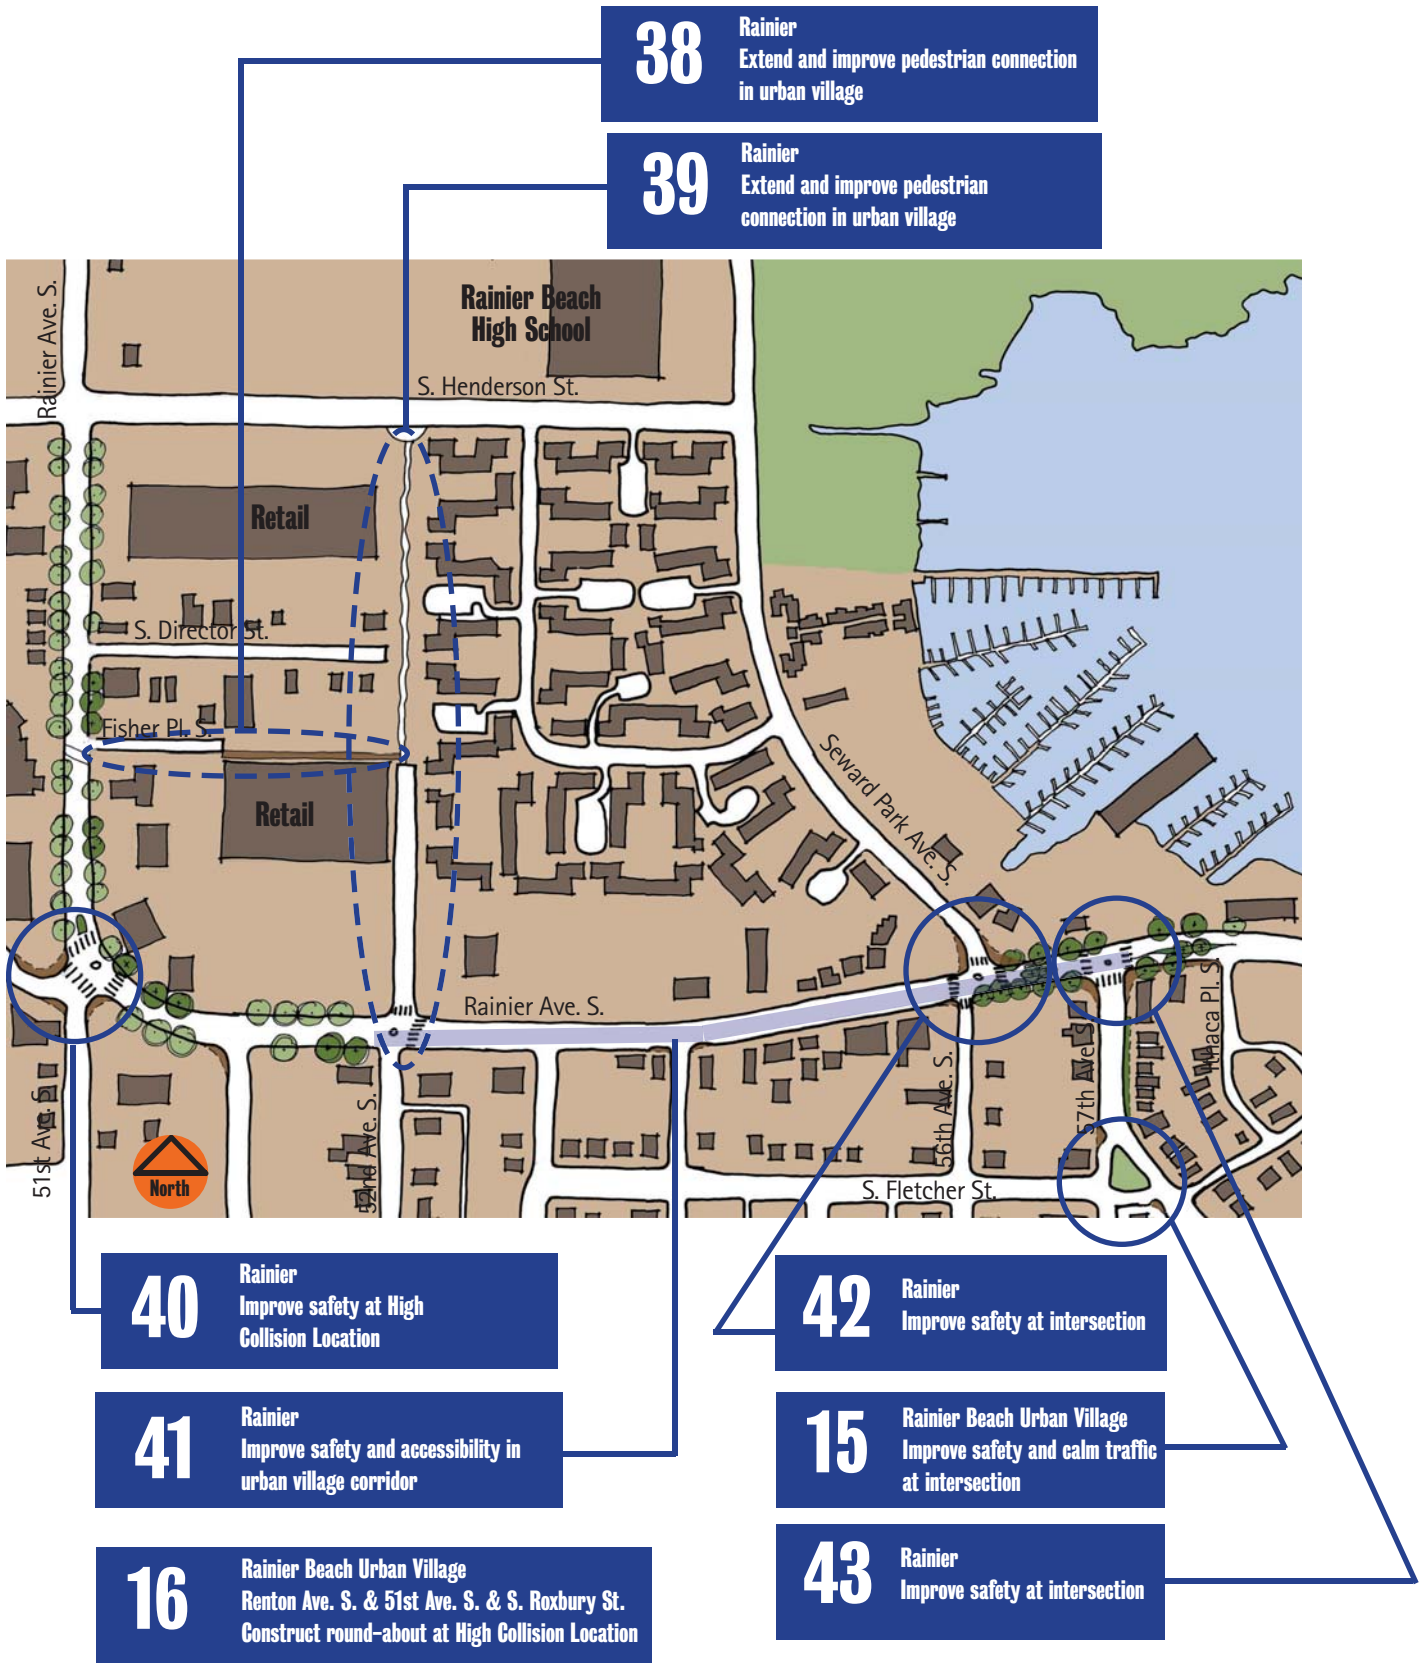 38
Rainier
Extend and improve pedestrian connection
in urban village
39
Rainier
Extend and improve pedestrian
connection in urban village
Rainier Ave. S.
Rainier Beach
High School
S. Henderson St.
Retail
S. Director St.
Fisher Pl. S.
Retail
Seward Park Ave. S.
Rainier Ave. S.
51st Ave. S.
52nd Ave. S.
56th Ave. S.
57th Ave S.
Ithaca Pl. S.
S. Fletcher St.
North
40
Rainier
Improve safety at High
Collision Location
42
Rainier
Improve safety at intersection
41
Rainier
Improve safety and accessibility in
urban village corridor
15
Rainier Beach Urban Village
Improve safety and calm traffic
at intersection
16
Rainier Beach Urban Village
Renton Ave. S. & 51st Ave. S. & S. Roxbury St.
Construct round-about at High Collision Location
43
Rainier
Improve safety at intersection